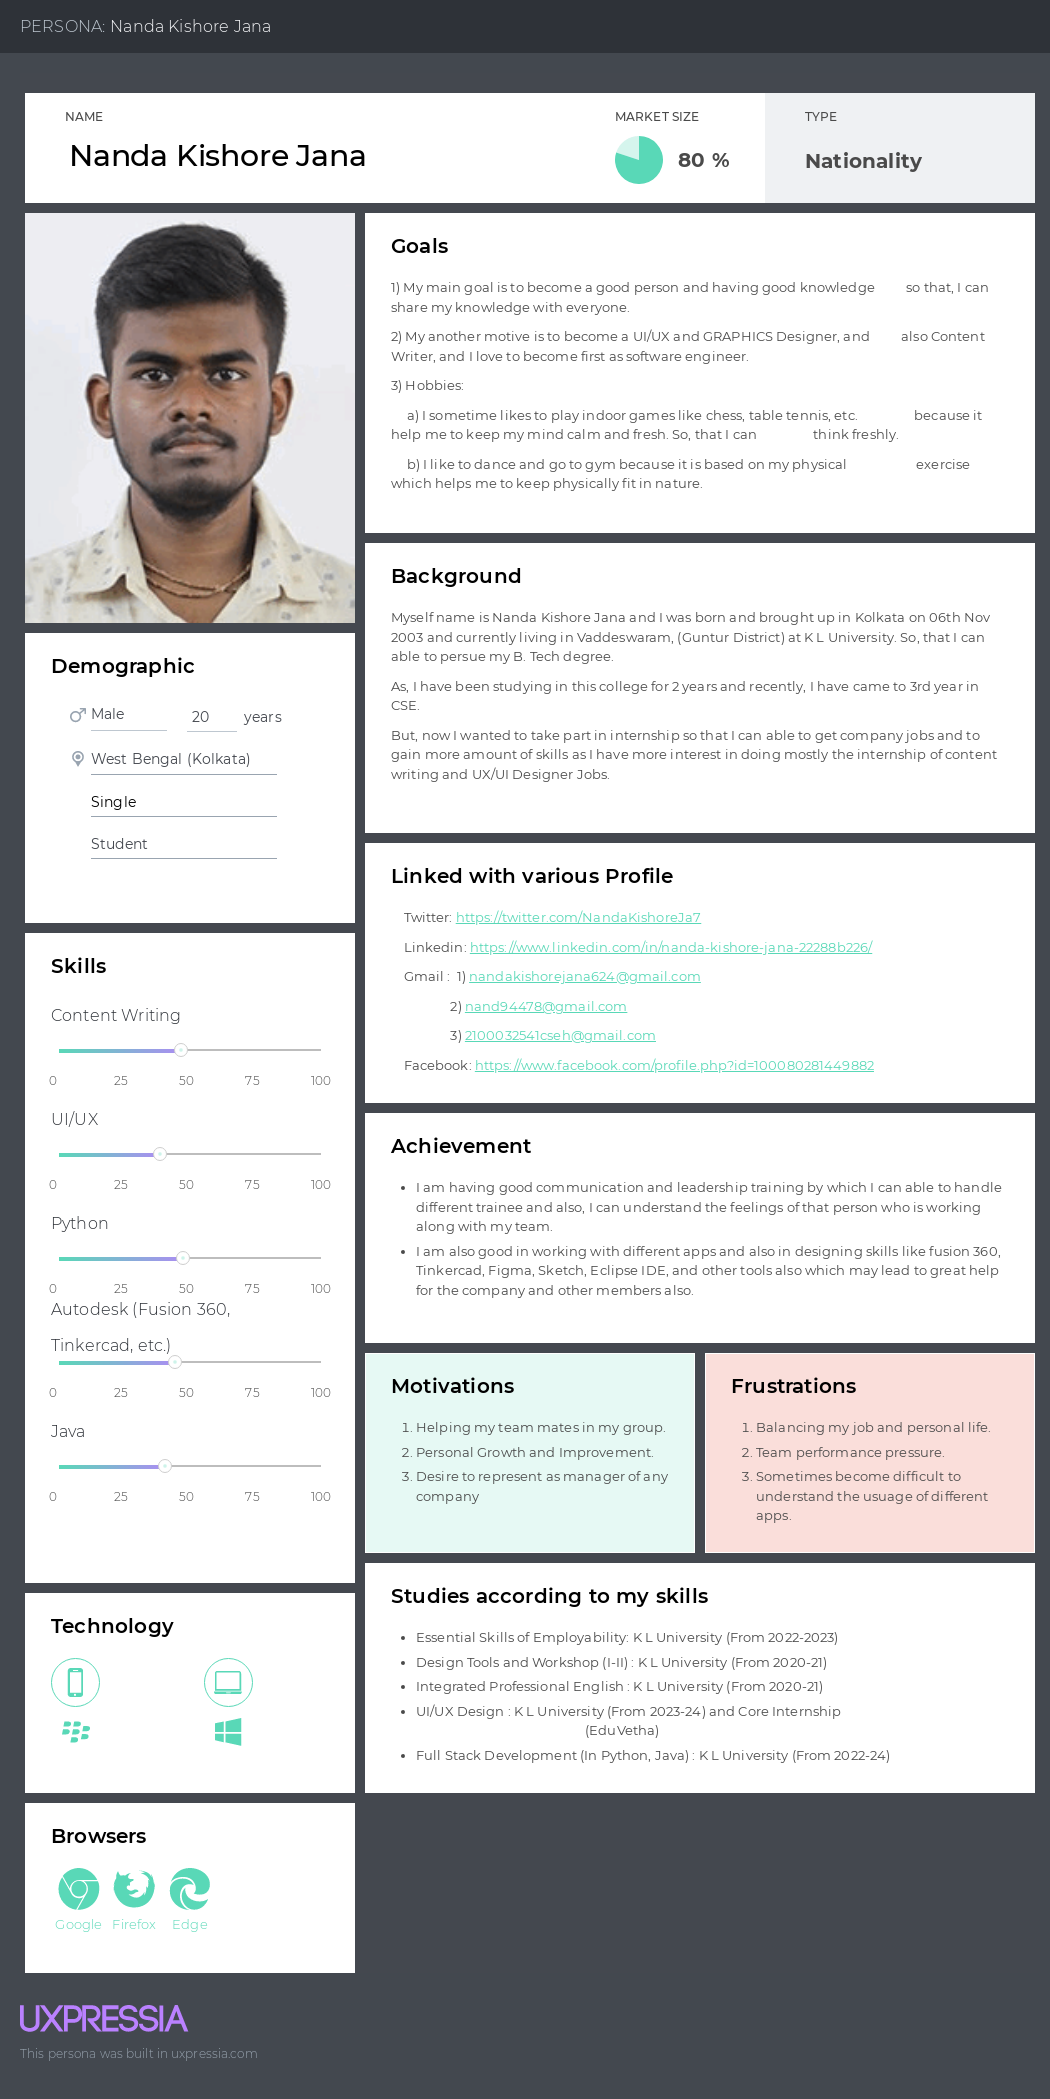 PERSONA: Nanda Kishore Jana
NAME
Nanda Kishore Jana
MARKET SIZE
80 %
TYPE
Nationality
Goals
1) My main goal is to become a good person and having good knowledge so that, I can
share my knowledge with everyone.
2) My another motive is to become a UI/UX and GRAPHICS Designer, and also Content
Writer, and I love to become first as software engineer.
3) Hobbies:
a) I sometime likes to play indoor games like chess, table tennis, etc. because it
help me to keep my mind calm and fresh. So, that I can think freshly.
b) I like to dance and go to gym because it is based on my physical exercise
which helps me to keep physically fit in nature.
Background
Myself name is Nanda Kishore Jana and I was born and brought up in Kolkata on 06th Nov
2003 and currently living in Vaddeswaram, (Guntur District) at K L University. So, that I can
able to persue my B. Tech degree.
As, I have been studying in this college for 2 years and recently, I have came to 3rd year in
CSE.
But, now I wanted to take part in internship so that I can able to get company jobs and to
gain more amount of skills as I have more interest in doing mostly the internship of content
writing and UX/UI Designer Jobs.
Demographic
Male 20 years
West Bengal (Kolkata)
Single
Student
Linked with various Profile
Twitter: https://twitter.com/NandaKishoreJa7
Linkedin: https://www.linkedin.com/in/nanda-kishore-jana-22288b226/
Gmail : 1) nandakishorejana624@gmail.com
2) nand94478@gmail.com
3) 2100032541cseh@gmail.com
Facebook: https://www.facebook.com/profile.php?id=100080281449882
Skills
Content Writing
0 25 50 75 100
UI/UX
0 25 50 75 100
Python
0 25 50 75 100
Autodesk (Fusion 360,
Tinkercad, etc.)
0 25 50 75 100
Java
0 25 50 75 100
Achievement
I am having good communication and leadership training by which I can able to handle
different trainee and also, I can understand the feelings of that person who is working
along with my team.
I am also good in working with different apps and also in designing skills like fusion 360,
Tinkercad, Figma, Sketch, Eclipse IDE, and other tools also which may lead to great help
for the company and other members also.
Motivations
1. Helping my team mates in my group.
2. Personal Growth and Improvement.
3. Desire to represent as manager of any
company
Frustrations
1. Balancing my job and personal life.
2. Team performance pressure.
3. Sometimes become difficult to
understand the usuage of different
apps.
Studies according to my skills
Essential Skills of Employability: K L University (From 2022-2023)
Design Tools and Workshop (I-II) : K L University (From 2020-21)
Integrated Professional English : K L University (From 2020-21)
UI/UX Design : K L University (From 2023-24) and Core Internship
(EduVetha)
Full Stack Development (In Python, Java) : K L University (From 2022-24)
Technology
Browsers
Google Firefox Edge
UXPRESSIA
This persona was built in uxpressia.com